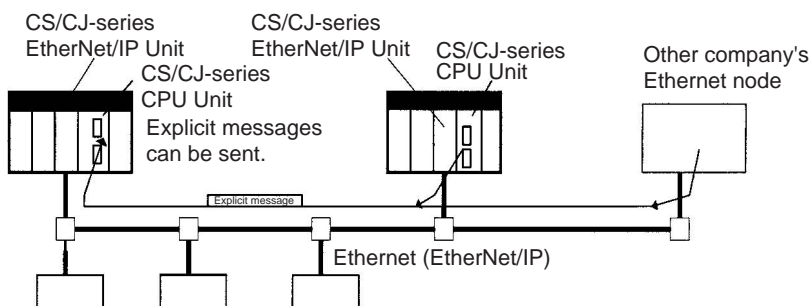 CS/CJ-series
EtherNet/IP Unit
CS/CJ-series
CPU Unit
Explicit messages
can be sent.
CS/CJ-series
EtherNet/IP Unit
CS/CJ-series
CPU Unit
Other company's
Ethernet node
Explicit message
Ethernet (EtherNet/IP)